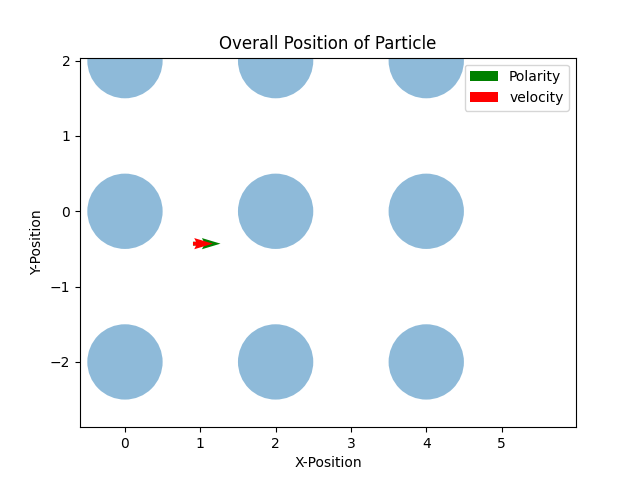 Overall Position of Particle
Polarity
velocity
2
1
0
−1
−2
Y-Position
0
1
2
3
4
5
X-Position